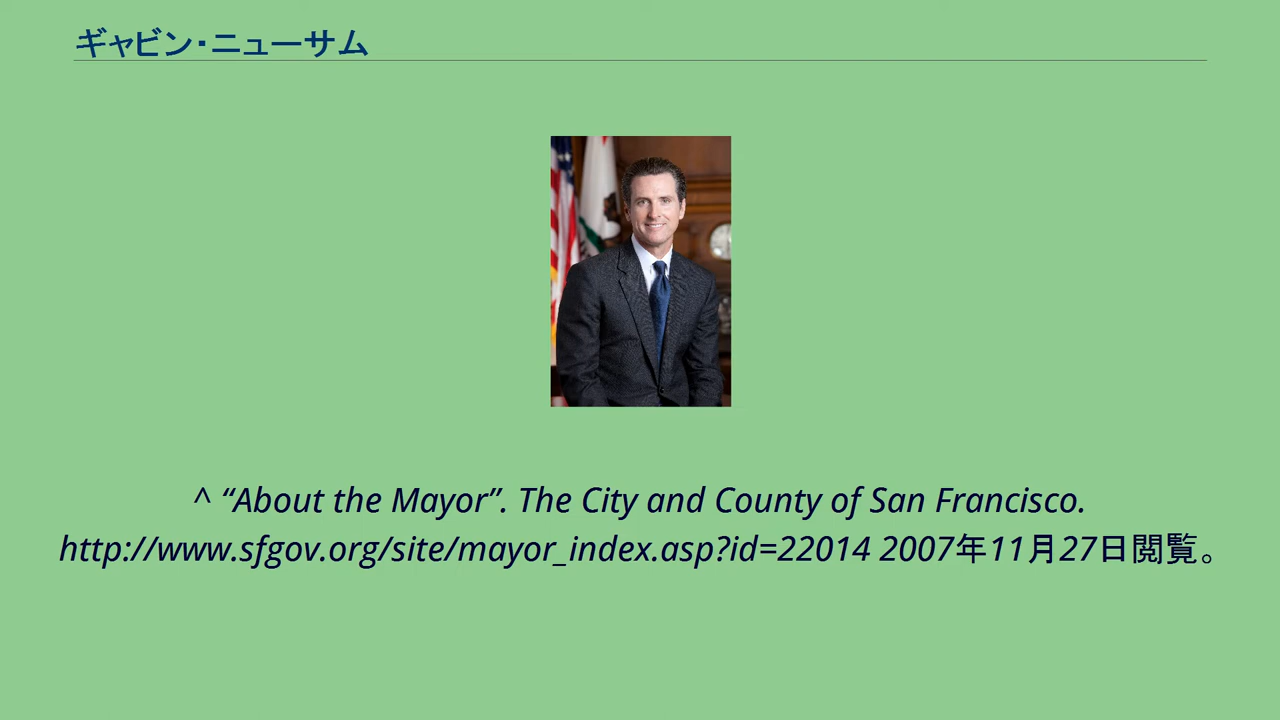 ギャビン・ニューサム
^ “About the Mayor”. The City and County of San Francisco.
http://www.sfgov.org/site/mayor_index.asp?id=22014 2007年11月27日閲覧。